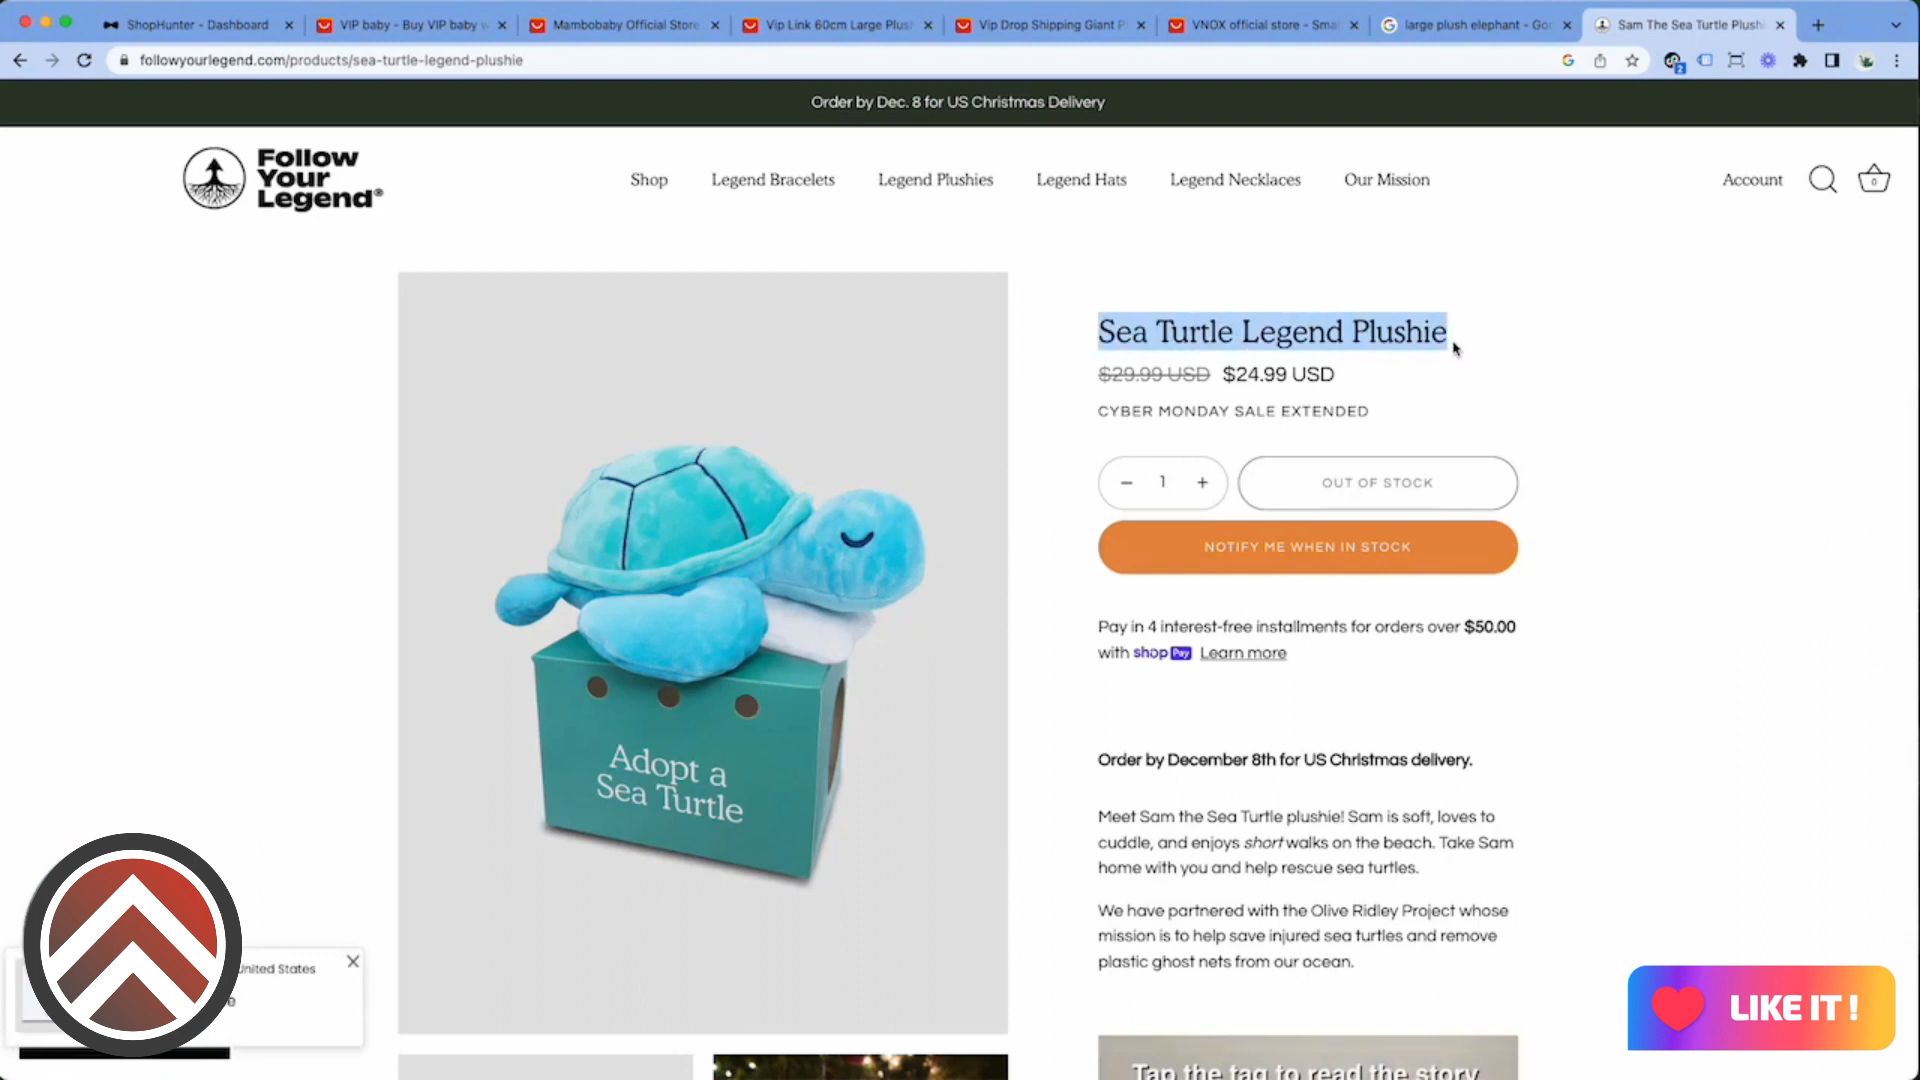 ShopHunter - Dashboard
VIP baby - Buy VIP baby w
Mambobaby Official Store
Vip Link 60cm Large Plush
Vip Drop Shipping Giant P
VNOX official store - Sma
large plush elephant - Goo
Sam The Sea Turtle Plushi
followyourlegend.com/products/sea-turtle-legend-plushie
2
Order by Dec. 8 for US Christmas Delivery
Follow
Your
Legend®
Shop
Legend Bracelets
Legend Plushies
Legend Hats
Legend Necklaces
Our Mission
Account
0
Sea Turtle Legend Plushie
$29.99 USD $24.99 USD
CYBER MONDAY SALE EXTENDED
− 1 +
OUT OF STOCK
NOTIFY ME WHEN IN STOCK
Pay in 4 interest-free installments for orders over $50.00
with shop Pay Learn more
Order by December 8th for US Christmas delivery.
Meet Sam the Sea Turtle plushie! Sam is soft, loves to
cuddle, and enjoys short walks on the beach. Take Sam
home with you and help rescue sea turtles.
We have partnered with the Olive Ridley Project whose
mission is to help save injured sea turtles and remove
plastic ghost nets from our ocean.
Adopt a
Sea Turtle
United States
LIKE IT !
Tap the tag to read the story